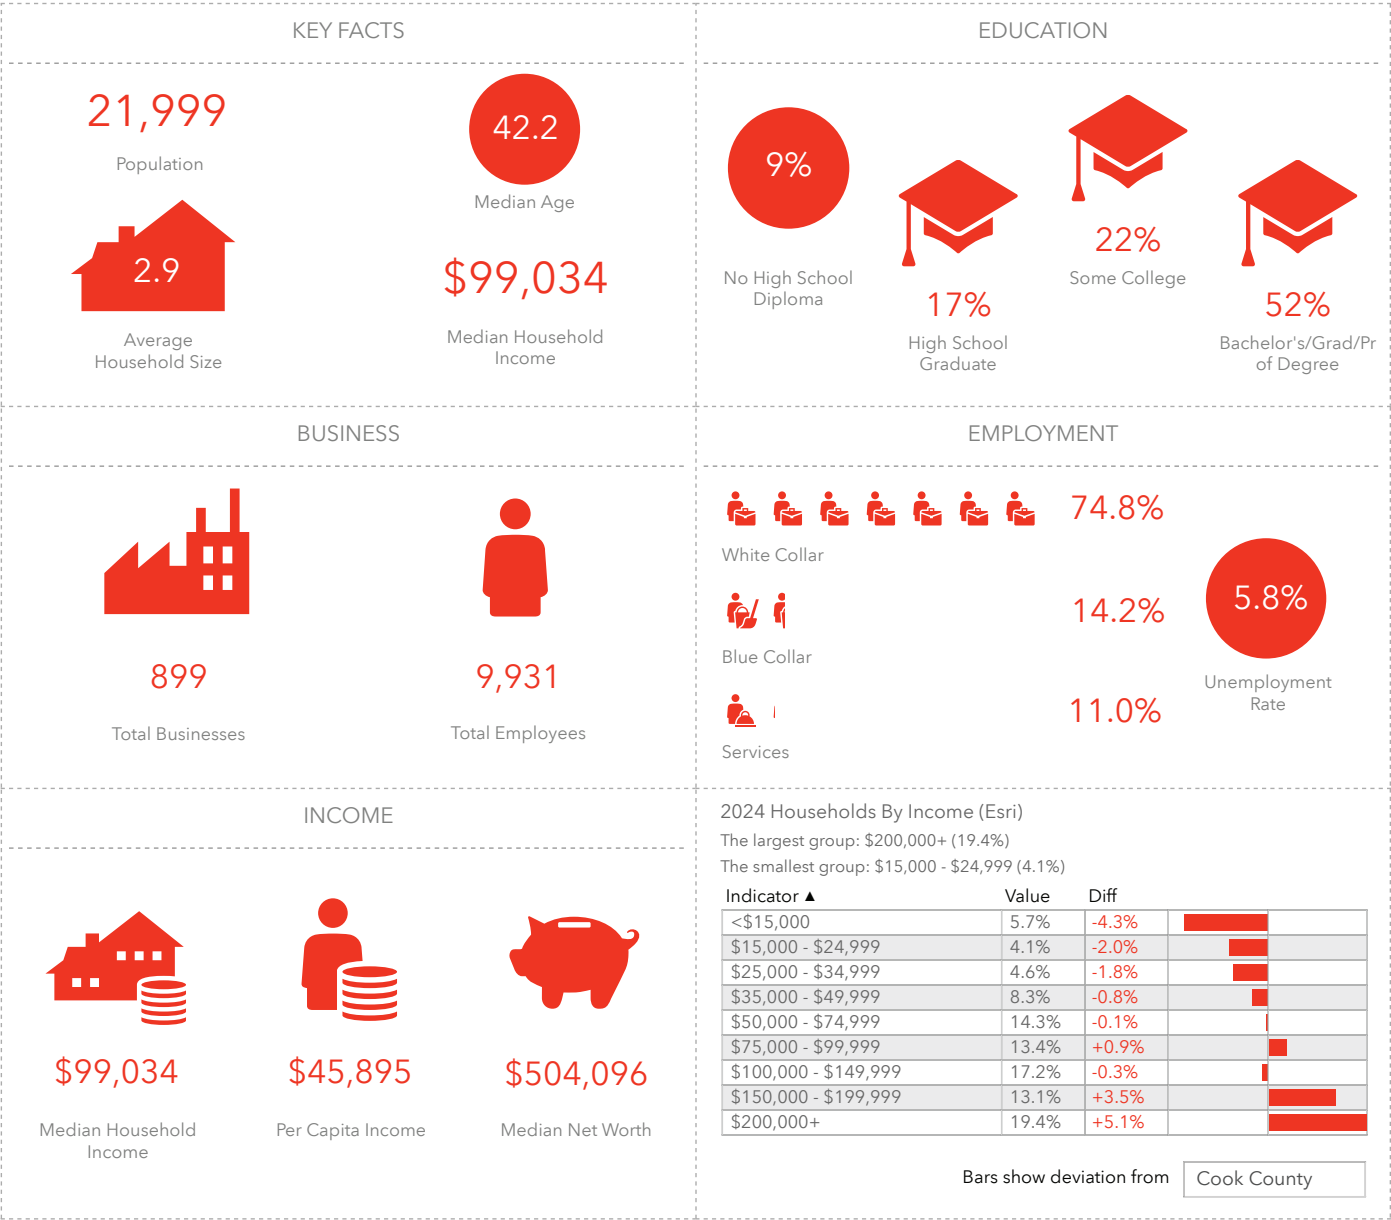 KEY FACTS
21,999
Population
42.2
Median Age
2.9
Average
Household Size
$99,034
Median Household
Income
EDUCATION
9%
No High School
Diploma
17%
High School
Graduate
22%
Some College
52%
Bachelor's/Grad/Pr
of Degree
BUSINESS
899
Total Businesses
9,931
Total Employees
EMPLOYMENT
74.8%
White Collar
14.2%
Blue Collar
11.0%
Services
5.8%
Unemployment
Rate
INCOME
$99,034
Median Household
Income
$45,895
Per Capita Income
$504,096
Median Net Worth
2024 Households By Income (Esri)
The largest group: $200,000+ (19.4%)
The smallest group: $15,000 - $24,999 (4.1%)
Indicator ▲ Value Diff
<$15,000 5.7% -4.3%
$15,000 - $24,999 4.1% -2.0%
$25,000 - $34,999 4.6% -1.8%
$35,000 - $49,999 8.3% -0.8%
$50,000 - $74,999 14.3% -0.1%
$75,000 - $99,999 13.4% +0.9%
$100,000 - $149,999 17.2% -0.3%
$150,000 - $199,999 13.1% +3.5%
$200,000+ 19.4% +5.1%
Bars show deviation from Cook County